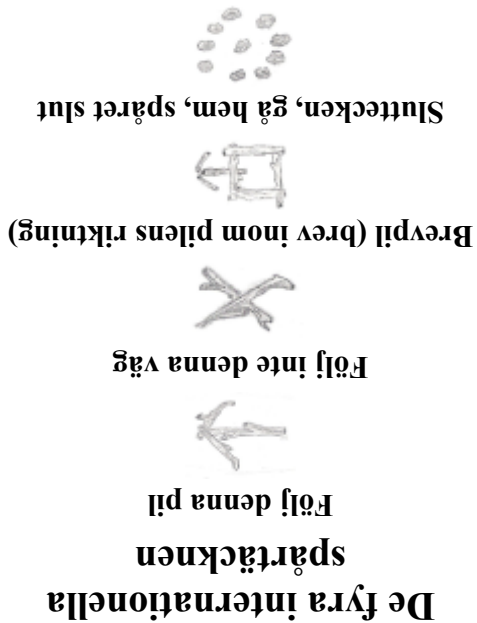 De fyra internationella
spårtäcknen
Följ denna pil
Följ inte denna väg
Brevpil (brev inom pilens riktning)
Sluttecken, gå hem, spåret slut